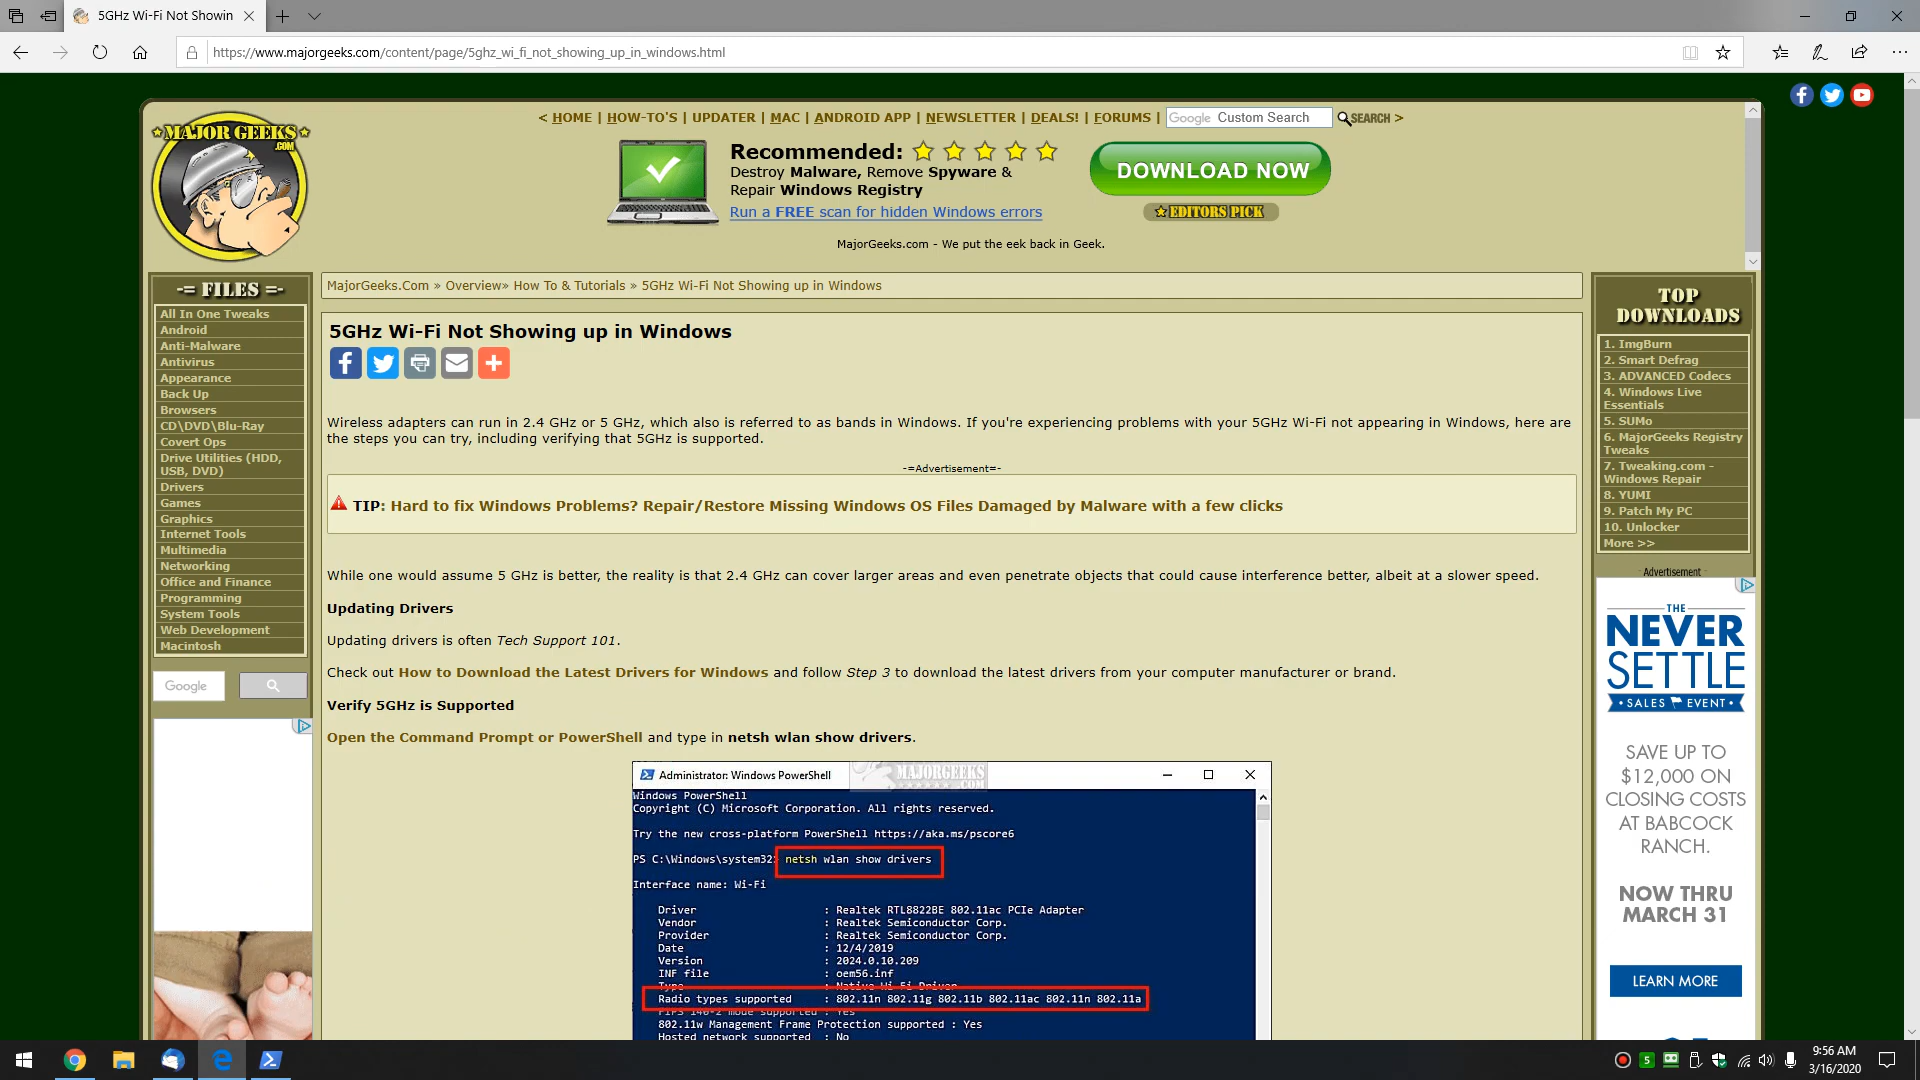 5GHz Wi-Fi Not Showin
https://www.majorgeeks.com/content/page/5ghz_wi_fi_not_showing_up_in_windows.html
MAJOR GEEKS
.COM
< HOME | HOW-TO'S | UPDATER | MAC | ANDROID APP | NEWSLETTER | DEALS! | FORUMS | Google Custom Search SEARCH >
Recommended:
Destroy Malware, Remove Spyware &
Repair Windows Registry
Run a FREE scan for hidden Windows errors
DOWNLOAD NOW
EDITORS PICK
MajorGeeks.com - We put the eek back in Geek.
-= FILES =-
All In One Tweaks
Android
Anti-Malware
Antivirus
Appearance
Back Up
Browsers
CD\DVD\Blu-Ray
Covert Ops
Drive Utilities (HDD,
USB, DVD)
Drivers
Games
Graphics
Internet Tools
Multimedia
Networking
Office and Finance
Programming
System Tools
Web Development
Macintosh
Google
MajorGeeks.Com » Overview» How To & Tutorials » 5GHz Wi-Fi Not Showing up in Windows
5GHz Wi-Fi Not Showing up in Windows
Wireless adapters can run in 2.4 GHz or 5 GHz, which also is referred to as bands in Windows. If you're experiencing problems with your 5GHz Wi-Fi not appearing in Windows, here are
the steps you can try, including verifying that 5GHz is supported.
-=Advertisement=-
TIP: Hard to fix Windows Problems? Repair/Restore Missing Windows OS Files Damaged by Malware with a few clicks
While one would assume 5 GHz is better, the reality is that 2.4 GHz can cover larger areas and even penetrate objects that could cause interference better, albeit at a slower speed.
Updating Drivers
Updating drivers is often Tech Support 101.
Check out How to Download the Latest Drivers for Windows and follow Step 3 to download the latest drivers from your computer manufacturer or brand.
Verify 5GHz is Supported
Open the Command Prompt or PowerShell and type in netsh wlan show drivers.
Administrator: Windows PowerShell
MAJORGEEKS
.COM
Windows PowerShell
Copyright (C) Microsoft Corporation. All rights reserved.
Try the new cross-platform PowerShell https://aka.ms/pscore6
PS C:\Windows\system32> netsh wlan show drivers
Interface name: Wi-Fi
Driver : Realtek RTL8822BE 802.11ac PCIe Adapter
Vendor : Realtek Semiconductor Corp.
Provider : Realtek Semiconductor Corp.
Date : 12/4/2019
Version : 2024.0.10.209
INF file : oem56.inf
Type : Native Wi-Fi Driver
Radio types supported : 802.11n 802.11g 802.11b 802.11ac 802.11n 802.11a
FIPS 140-2 mode supported : Yes
802.11w Management Frame Protection supported : Yes
Hosted network supported : No
TOP
DOWNLOADS
1. ImgBurn
2. Smart Defrag
3. ADVANCED Codecs
4. Windows Live
Essentials
5. SUMo
6. MajorGeeks Registry
Tweaks
7. Tweaking.com -
Windows Repair
8. YUMI
9. Patch My PC
10. Unlocker
More >>
Advertisement
THE
NEVER
SETTLE
SALES EVENT
SAVE UP TO
$12,000 ON
CLOSING COSTS
AT BABCOCK
RANCH.
NOW THRU
MARCH 31
LEARN MORE
5
9:56 AM
3/16/2020